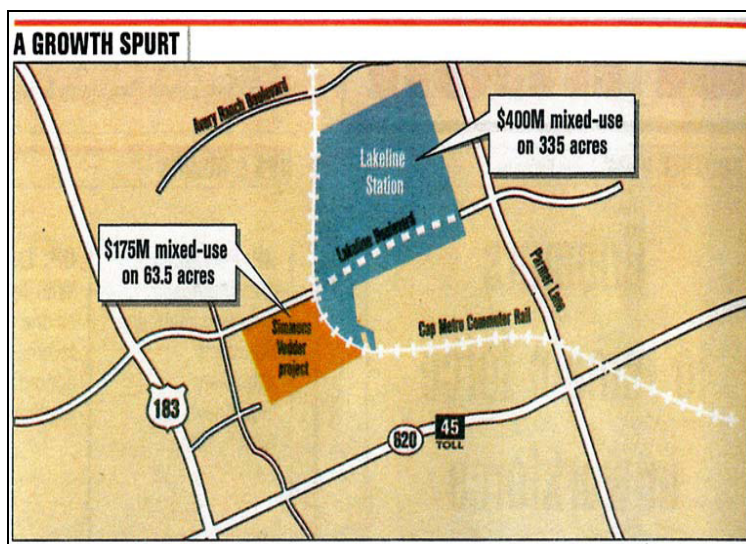 A GROWTH SPURT
Avery Ranch Boulevard
$400M mixed-use
on 335 acres
Lakeline
Station
Lakeline Boulevard
$175M mixed-use
on 63.5 acres
Parmer Lane
Cap Metro Commuter Rail
Simmons
Vedder
project
183
620
45
TOLL